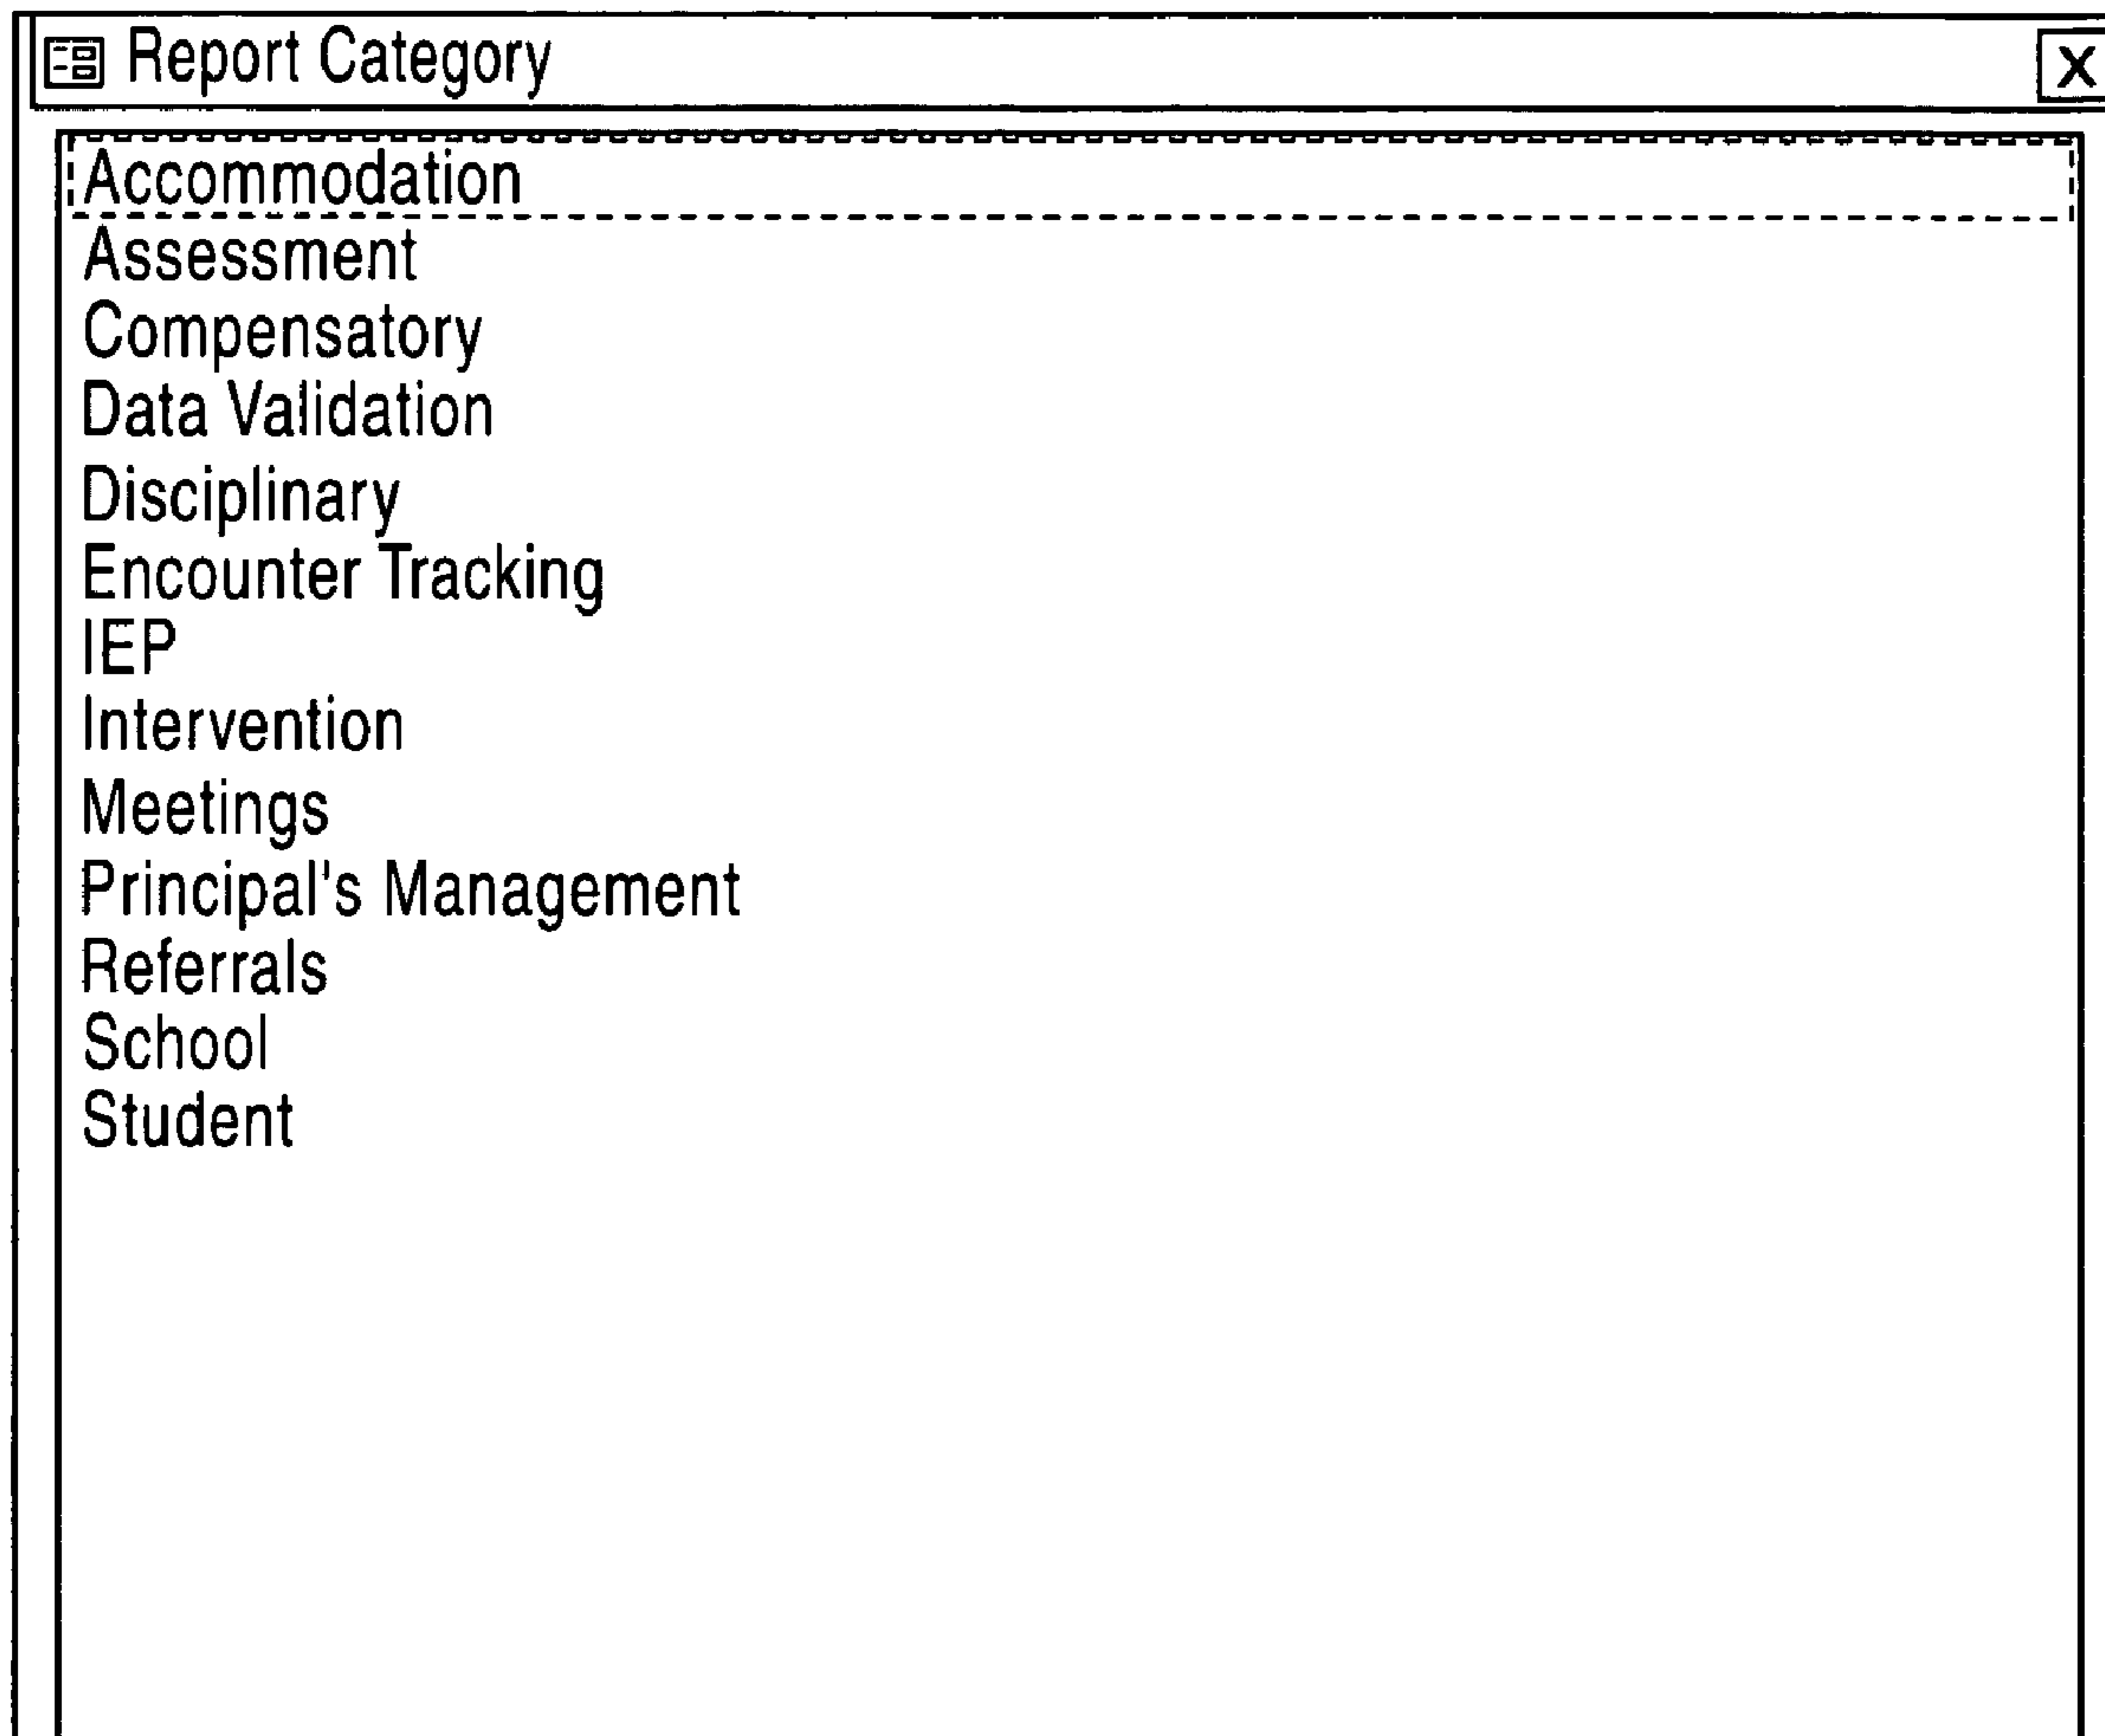 Report Category
X
Accommodation
Assessment
Compensatory
Data Validation
Disciplinary
Encounter Tracking
IEP
Intervention
Meetings
Principal's Management
Referrals
School
Student